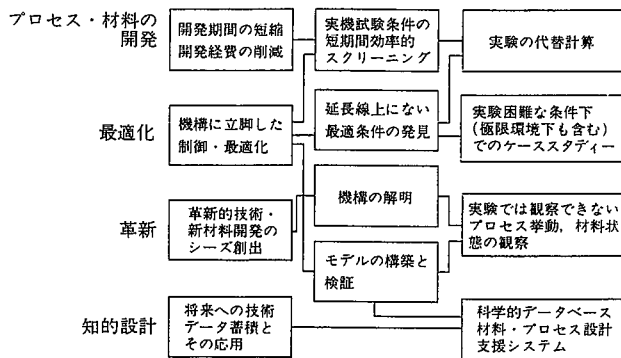 プロセス・材料の
開発
開発期間の短縮
開発経費の削減
実機試験条件の
短期間効率的
スクリーニング
実験の代替計算
最適化
機構に立脚した
制御・最適化
延長線上にない
最適条件の発見
実験困難な条件下
(極限環境下も含む)
でのケーススタディー
革新
革新的技術・
新材料開発の
シーズ創出
機構の解明
モデルの構築と
検証
実験では観察できない
プロセス挙動,材料状
態の観察
知的設計
将来への技術
データ蓄積と
その応用
科学的データベース
材料・プロセス設計
支援システム